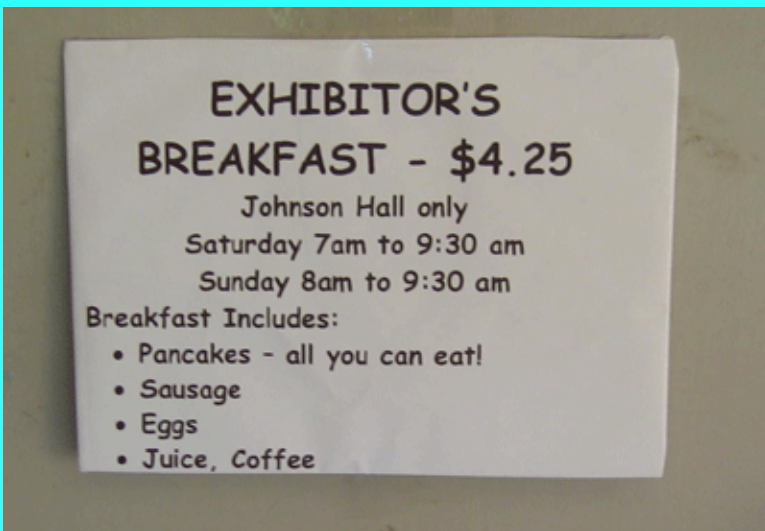 EXHIBITOR'S
BREAKFAST - $4.25
Johnson Hall only
Saturday 7am to 9:30 am
Sunday 8am to 9:30 am
Breakfast Includes:
• Pancakes - all you can eat!
• Sausage
• Eggs
• Juice, Coffee